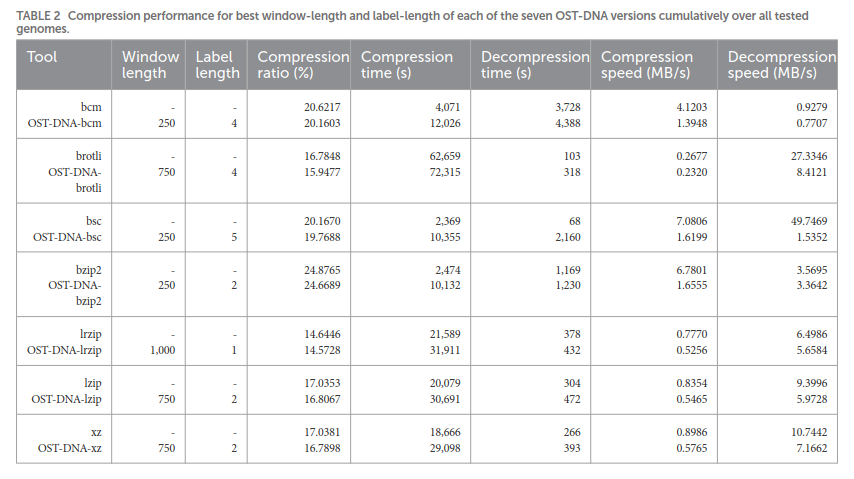 TABLE 2 Compression performance for best window-length and label-length of each of the seven OST-DNA versions cumulatively over all tested
genomes.
Tool Window length Label length Compression ratio (%) Compression time (s) Decompression time (s) Compression speed (MB/s) Decompression speed (MB/s)
bcm - - 20.6217 4,071 3,728 4.1203 0.9279
OST-DNA-bcm 250 4 20.1603 12,026 4,388 1.3948 0.7707
brotli - - 16.7848 62,659 103 0.2677 27.3346
OST-DNA- 750 4 15.9477 72,315 318 0.2320 8.4121
brotli
bsc - - 20.1670 2,369 68 7.0806 49.7469
OST-DNA-bsc 250 5 19.7688 10,355 2,160 1.6199 1.5352
bzip2 - - 24.8765 2,474 1,169 6.7801 3.5695
OST-DNA- 250 2 24.6689 10,132 1,230 1.6555 3.3642
bzip2
lrzip - - 14.6446 21,589 378 0.7770 6.4986
OST-DNA-lrzip 1,000 1 14.5728 31,911 432 0.5256 5.6584
lzip - - 17.0353 20,079 304 0.8354 9.3996
OST-DNA-lzip 750 2 16.8067 30,691 472 0.5465 5.9728
xz - - 17.0381 18,666 266 0.8986 10.7442
OST-DNA-xz 750 2 16.7898 29,098 393 0.5765 7.1662